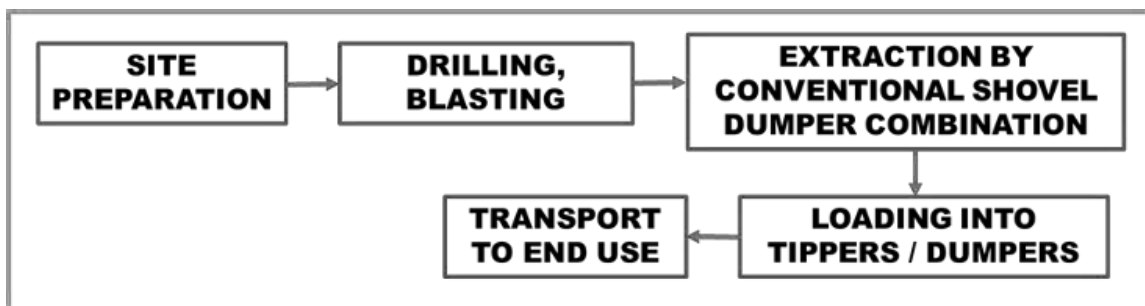 SITE
PREPARATION
DRILLING,
BLASTING
EXTRACTION BY
CONVENTIONAL SHOVEL
DUMPER COMBINATION
LOADING INTO
TIPPERS / DUMPERS
TRANSPORT
TO END USE